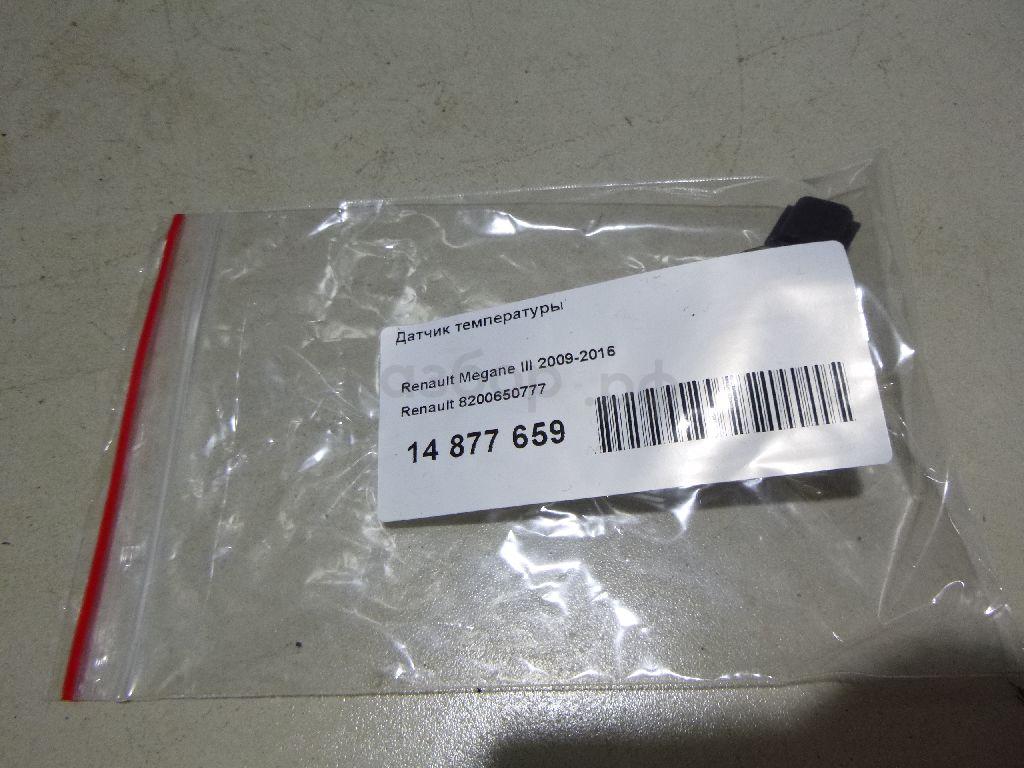 Датчик температуры
Renault Megane III 2009-2016
Renault 8200650777
14 877 659